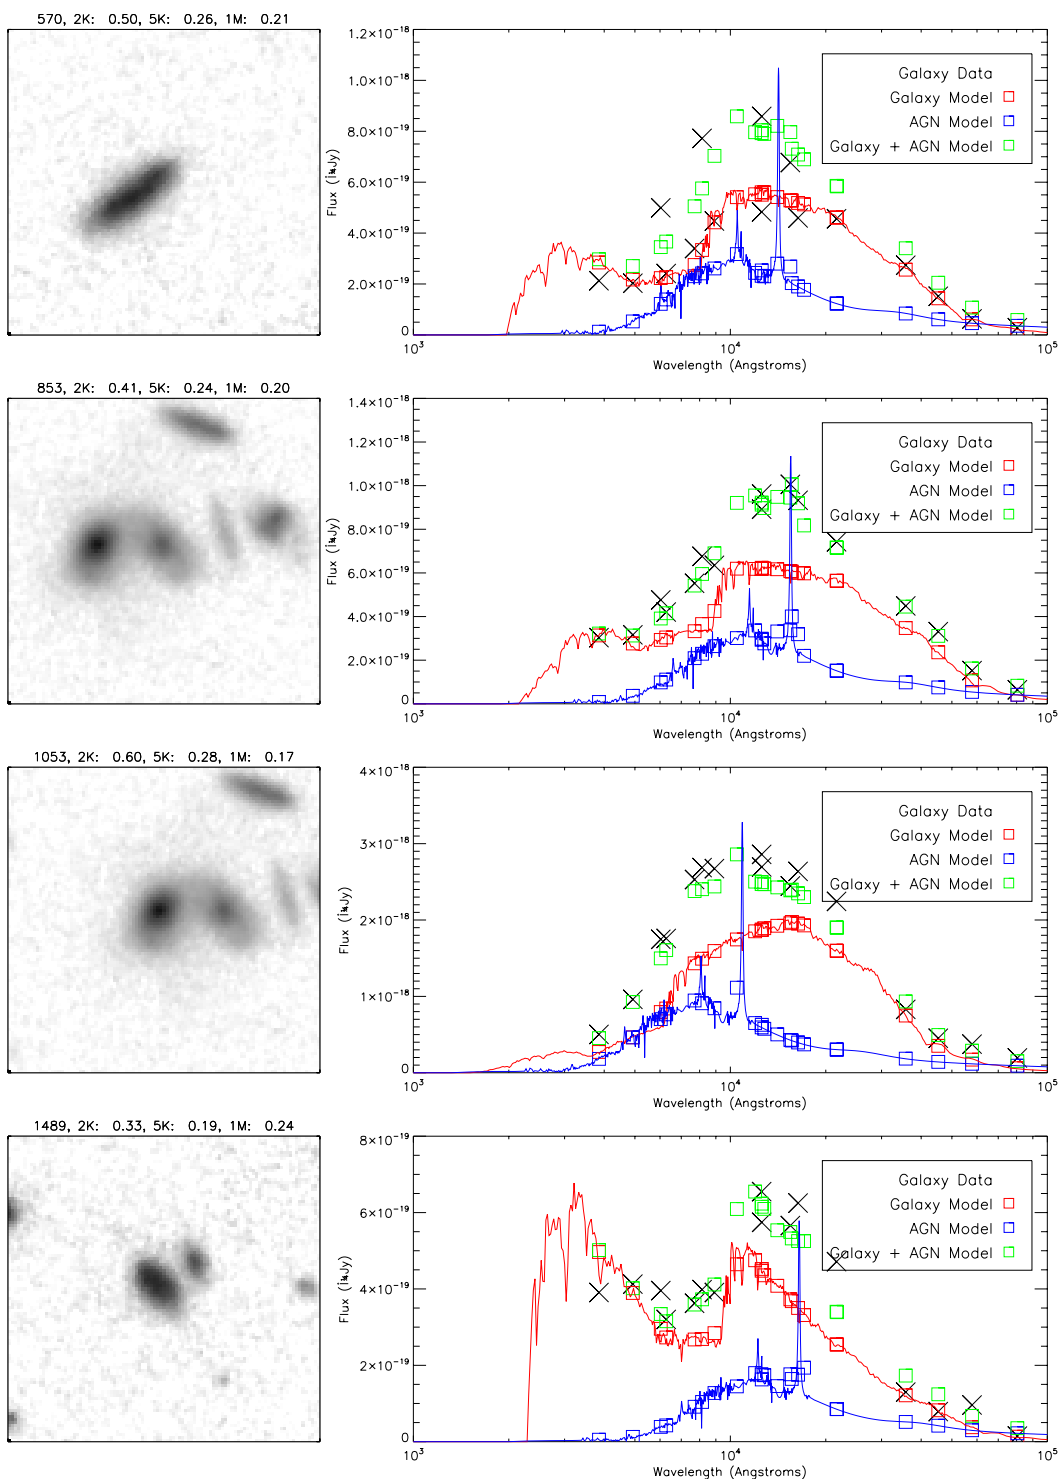 570, 2K: 0.50, 5K: 0.26, 1M: 0.21
1.2×10⁻¹⁸
1.0×10⁻¹⁸
8.0×10⁻¹⁹
6.0×10⁻¹⁹
4.0×10⁻¹⁹
2.0×10⁻¹⁹
0
Galaxy Data
Galaxy Model
AGN Model
Galaxy + AGN Model
10³
10⁴
10⁵
Wavelength (Angstroms)
853, 2K: 0.41, 5K: 0.24, 1M: 0.20
1.4×10⁻¹⁸
1.2×10⁻¹⁸
1.0×10⁻¹⁸
8.0×10⁻¹⁹
6.0×10⁻¹⁹
4.0×10⁻¹⁹
2.0×10⁻¹⁹
0
Galaxy Data
Galaxy Model
AGN Model
Galaxy + AGN Model
10³
10⁴
10⁵
Wavelength (Angstroms)
1053, 2K: 0.60, 5K: 0.28, 1M: 0.17
4×10⁻¹⁸
3×10⁻¹⁸
2×10⁻¹⁸
1×10⁻¹⁸
0
Galaxy Data
Galaxy Model
AGN Model
Galaxy + AGN Model
10³
10⁴
10⁵
Wavelength (Angstroms)
1489, 2K: 0.33, 5K: 0.19, 1M: 0.24
8×10⁻¹⁹
6×10⁻¹⁹
4×10⁻¹⁹
2×10⁻¹⁹
0
Galaxy Data
Galaxy Model
AGN Model
Galaxy + AGN Model
10³
10⁴
10⁵
Wavelength (Angstroms)